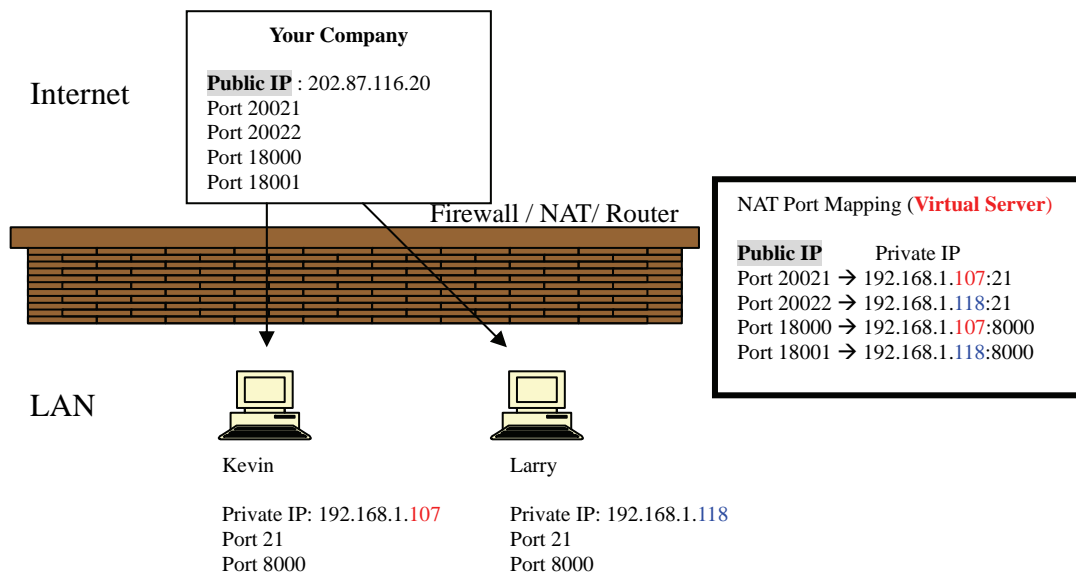 Your Company
Public IP : 202.87.116.20
Port 20021
Port 20022
Port 18000
Port 18001
Internet
Firewall / NAT/ Router
NAT Port Mapping (Virtual Server)
Public IP Private IP
Port 20021 → 192.168.1.107:21
Port 20022 → 192.168.1.118:21
Port 18000 → 192.168.1.107:8000
Port 18001 → 192.168.1.118:8000
LAN
Kevin
Private IP: 192.168.1.107
Port 21
Port 8000
Larry
Private IP: 192.168.1.118
Port 21
Port 8000